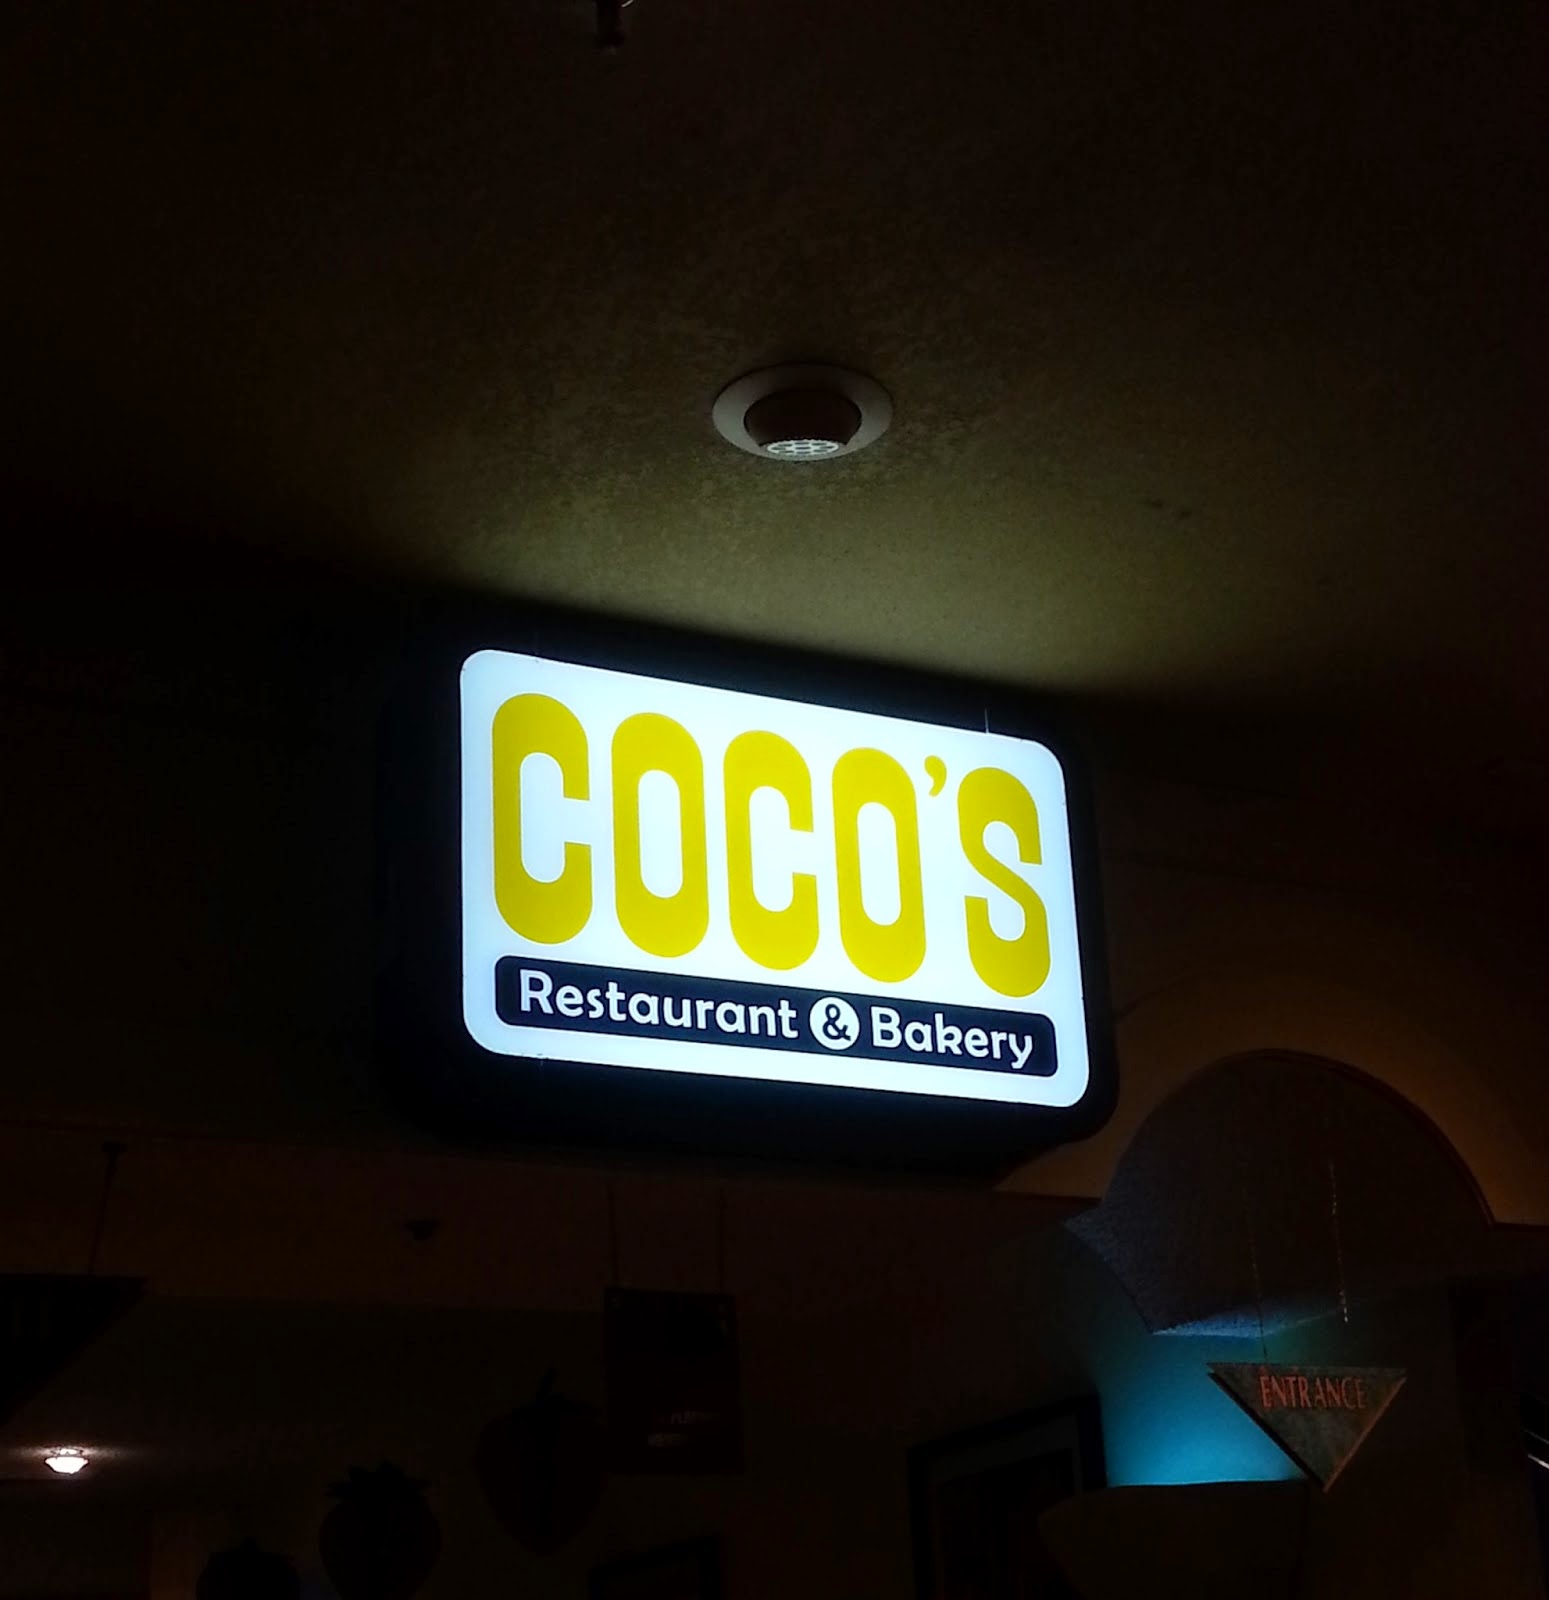 COCO'S
Restaurant & Bakery
ENTRANCE